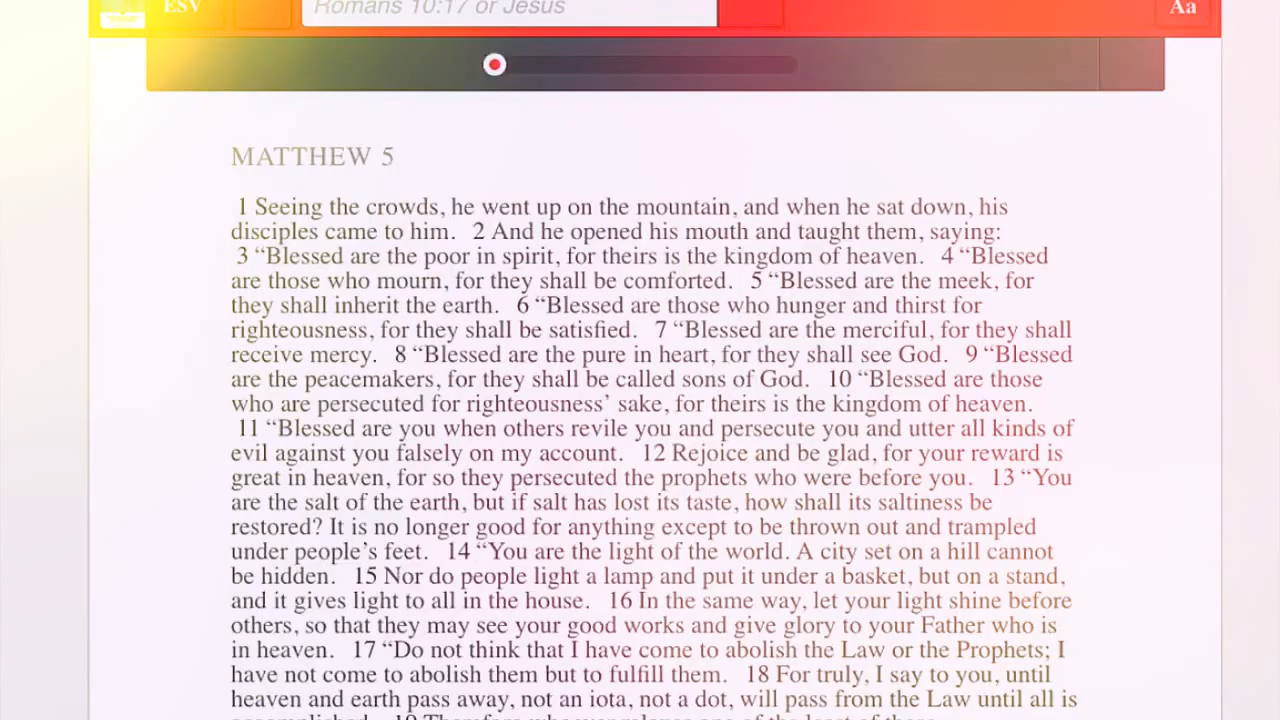 ESV Romans 10:17 or Jesus Aa
MATTHEW 5
1 Seeing the crowds, he went up on the mountain, and when he sat down, his
disciples came to him. 2 And he opened his mouth and taught them, saying:
3 “Blessed are the poor in spirit, for theirs is the kingdom of heaven. 4 “Blessed
are those who mourn, for they shall be comforted. 5 “Blessed are the meek, for
they shall inherit the earth. 6 “Blessed are those who hunger and thirst for
righteousness, for they shall be satisfied. 7 “Blessed are the merciful, for they shall
receive mercy. 8 “Blessed are the pure in heart, for they shall see God. 9 “Blessed
are the peacemakers, for they shall be called sons of God. 10 “Blessed are those
who are persecuted for righteousness’ sake, for theirs is the kingdom of heaven.
11 “Blessed are you when others revile you and persecute you and utter all kinds of
evil against you falsely on my account. 12 Rejoice and be glad, for your reward is
great in heaven, for so they persecuted the prophets who were before you. 13 “You
are the salt of the earth, but if salt has lost its taste, how shall its saltiness be
restored? It is no longer good for anything except to be thrown out and trampled
under people’s feet. 14 “You are the light of the world. A city set on a hill cannot
be hidden. 15 Nor do people light a lamp and put it under a basket, but on a stand,
and it gives light to all in the house. 16 In the same way, let your light shine before
others, so that they may see your good works and give glory to your Father who is
in heaven. 17 “Do not think that I have come to abolish the Law or the Prophets; I
have not come to abolish them but to fulfill them. 18 For truly, I say to you, until
heaven and earth pass away, not an iota, not a dot, will pass from the Law until all is
accomplished. 19 Therefore whoever relaxes one of the least of these